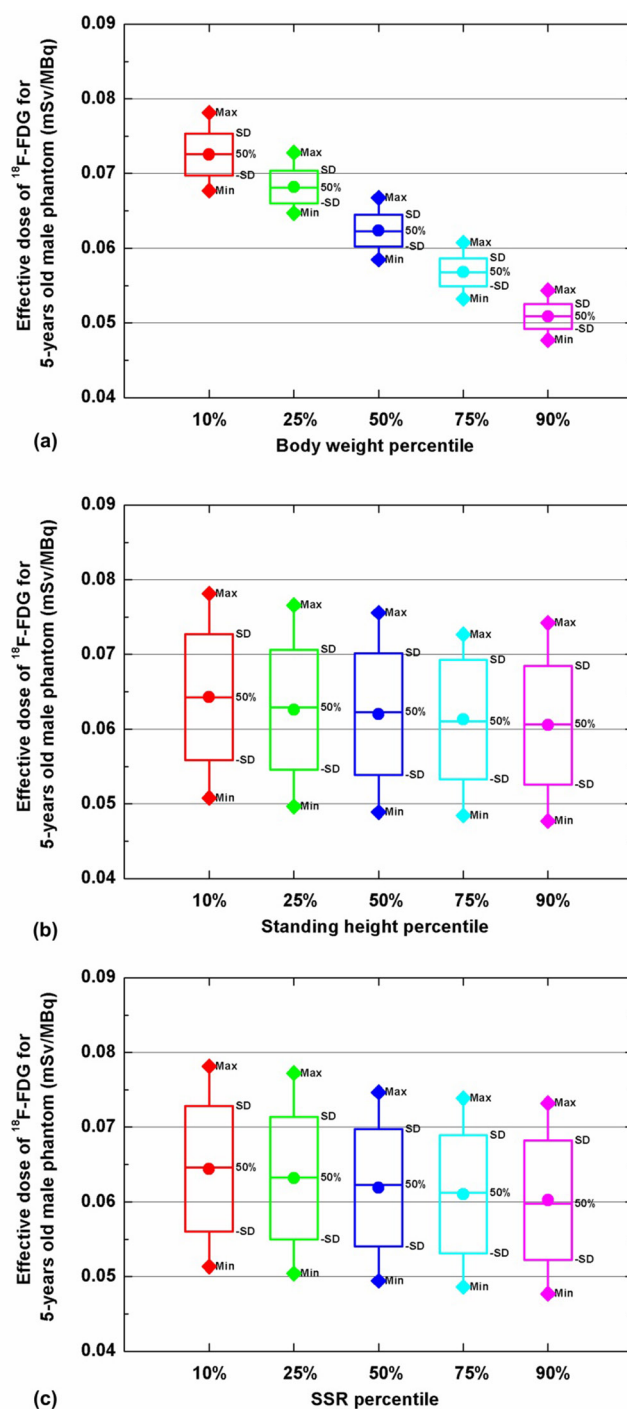 Effective dose of ¹⁸F-FDG for
5-years old male phantom (mSv/MBq)
0.09
0.08
0.07
0.06
0.05
0.04
Max
SD
50%
-SD
Min
Max
SD
50%
-SD
Min
Max
SD
50%
-SD
Min
Max
SD
50%
-SD
Min
Max
SD
50%
-SD
Min
10% 25% 50% 75% 90%
(a) Body weight percentile
Effective dose of ¹⁸F-FDG for
5-years old male phantom (mSv/MBq)
0.09
0.08
0.07
0.06
0.05
0.04
Max
SD
50%
-SD
Min
Max
SD
50%
-SD
Min
Max
SD
50%
-SD
Min
Max
SD
50%
-SD
Min
Max
SD
50%
-SD
Min
10% 25% 50% 75% 90%
(b) Standing height percentile
Effective dose of ¹⁸F-FDG for
5-years old male phantom (mSv/MBq)
0.09
0.08
0.07
0.06
0.05
0.04
Max
SD
50%
-SD
Min
Max
SD
50%
-SD
Min
Max
SD
50%
-SD
Min
Max
SD
50%
-SD
Min
Max
SD
50%
-SD
Min
10% 25% 50% 75% 90%
(c) SSR percentile